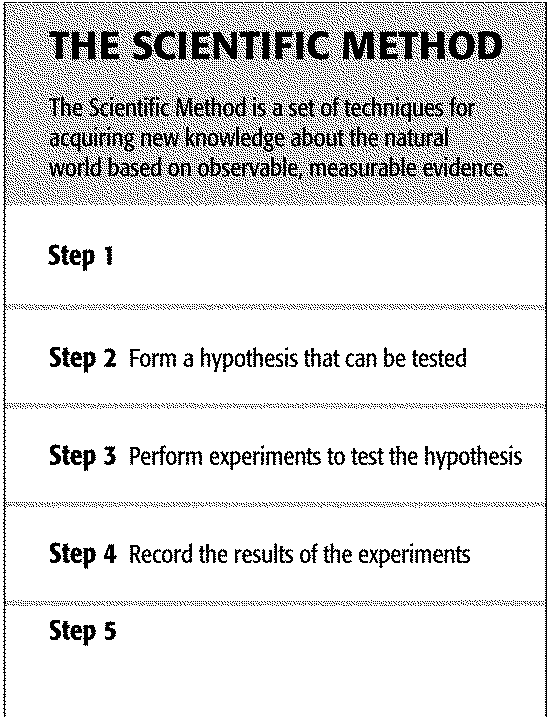 THE SCIENTIFIC METHOD
The Scientific Method is a set of techniques for
acquiring new knowledge about the natural
world based on observable, measurable evidence.
Step 1
Step 2 Form a hypothesis that can be tested
Step 3 Perform experiments to test the hypothesis
Step 4 Record the results of the experiments
Step 5